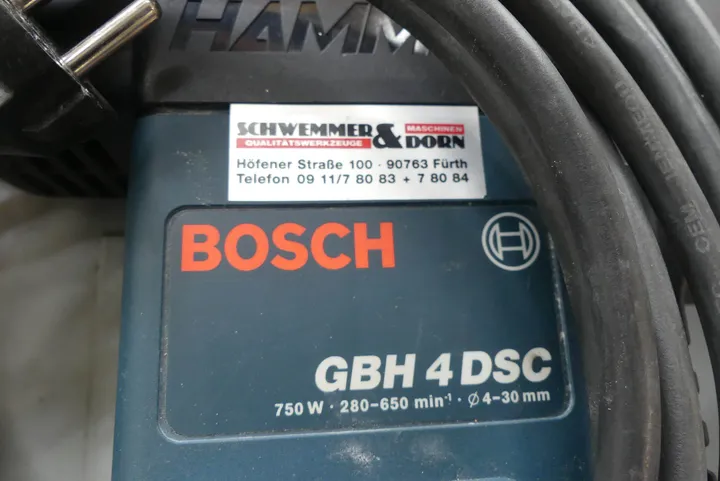 HAMM
SCHWEMMER & DORN
QUALITÄTSWERKZEUGE MASCHINEN
Höfener Straße 100 - 90763 Fürth
Telefon 09 11/7 80 83 + 7 80 84
BOSCH
GBH 4 DSC
750 W · 280–650 min⁻¹ · Ø 4–30 mm